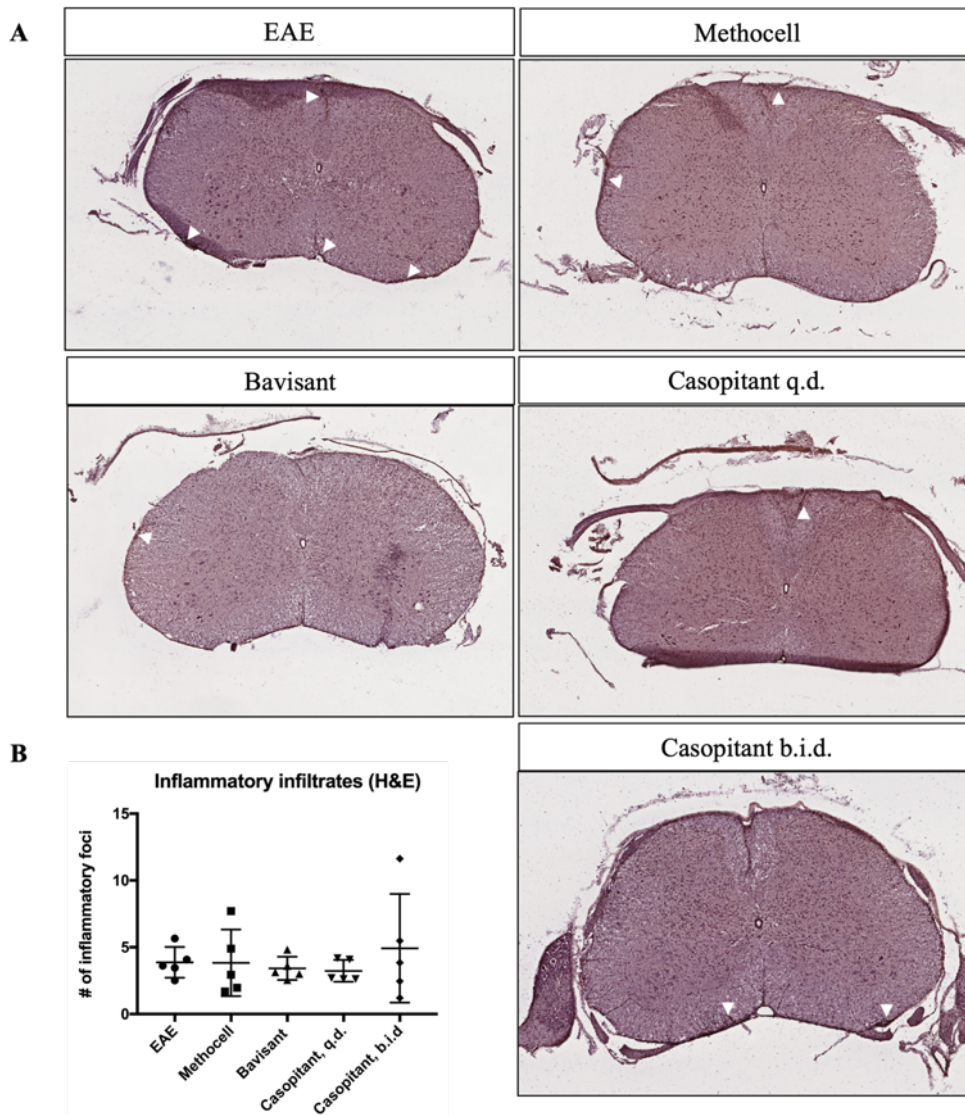 A
EAE
Methocell
Bavisant
Casopitant q.d.
B
Casopitant b.i.d.
Inflammatory infiltrates (H&E)
# of inflammatory foci
15
10
5
0
EAE
Methocell
Bavisant
Casopitant, q.d.
Casopitant, b.i.d